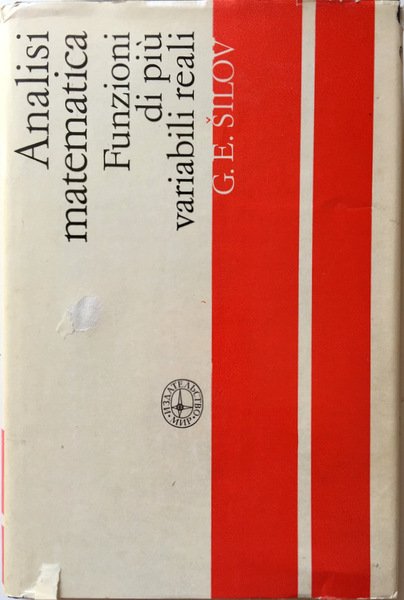 Analisi
matematica
Funzioni
di più
variabili reali
G. E. ŠILOV
ИЗДАТЕЛЬСТВО
МИР